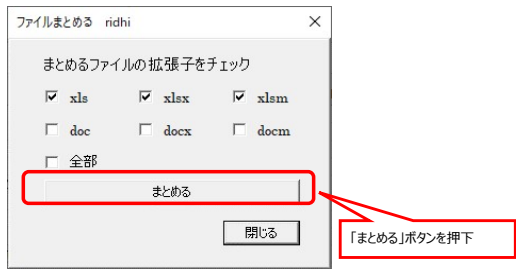 ファイルまとめる ridhi
まとめるファイルの拡張子をチェック
xls xlsx xlsm
doc docx docm
全部
まとめる
閉じる
「まとめる」ボタンを押下